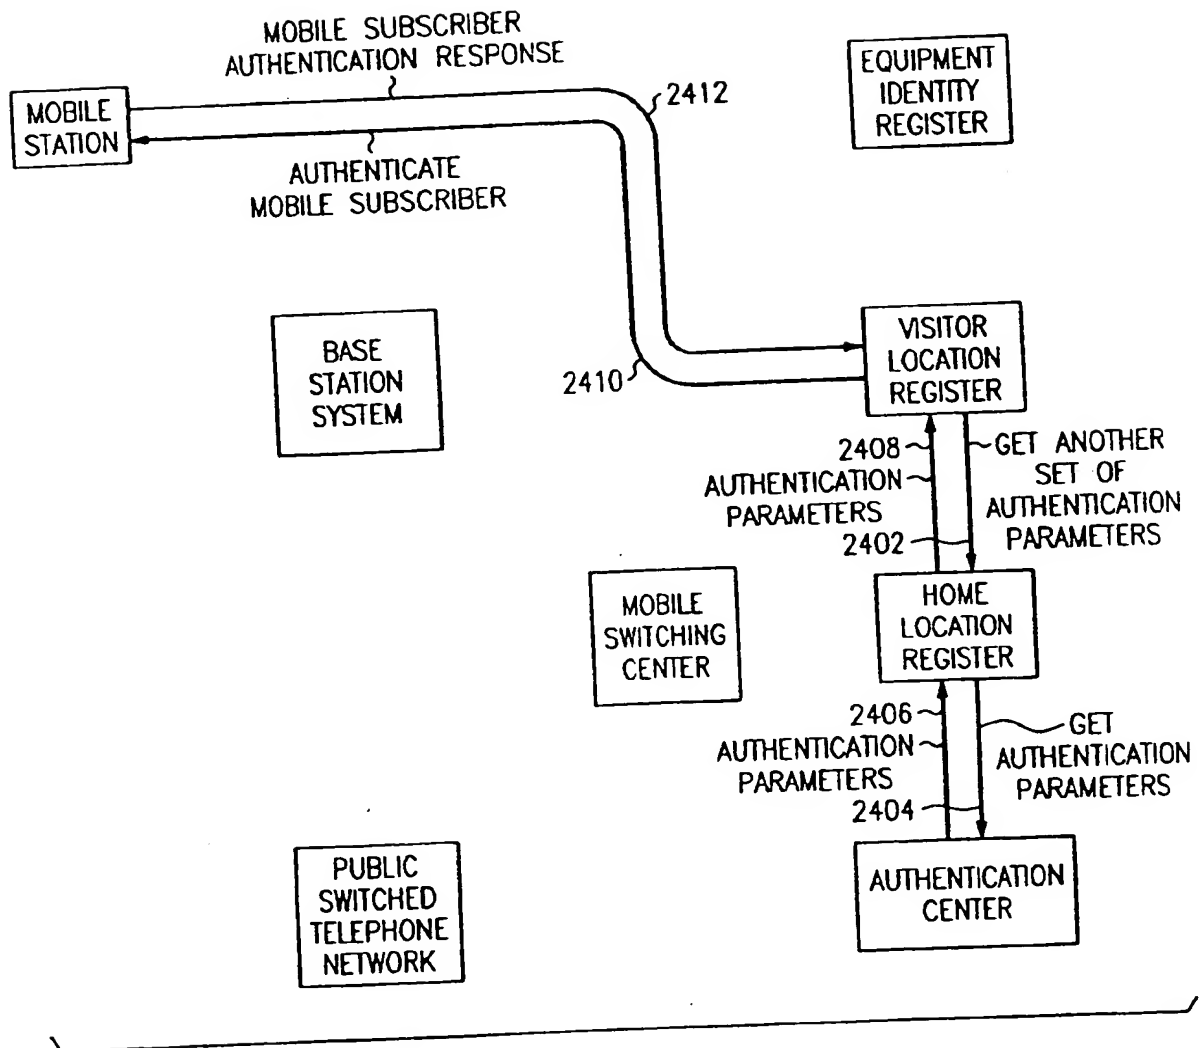 MOBILE SUBSCRIBER
AUTHENTICATION RESPONSE
MOBILE
STATION
2412
EQUIPMENT
IDENTITY
REGISTER
AUTHENTICATE
MOBILE SUBSCRIBER
BASE
STATION
SYSTEM
2410
VISITOR
LOCATION
REGISTER
2408
AUTHENTICATION
PARAMETERS
GET ANOTHER
SET OF
AUTHENTICATION
PARAMETERS
2402
MOBILE
SWITCHING
CENTER
HOME
LOCATION
REGISTER
2406
AUTHENTICATION
PARAMETERS
GET
AUTHENTICATION
PARAMETERS
2404
PUBLIC
SWITCHED
TELEPHONE
NETWORK
AUTHENTICATION
CENTER